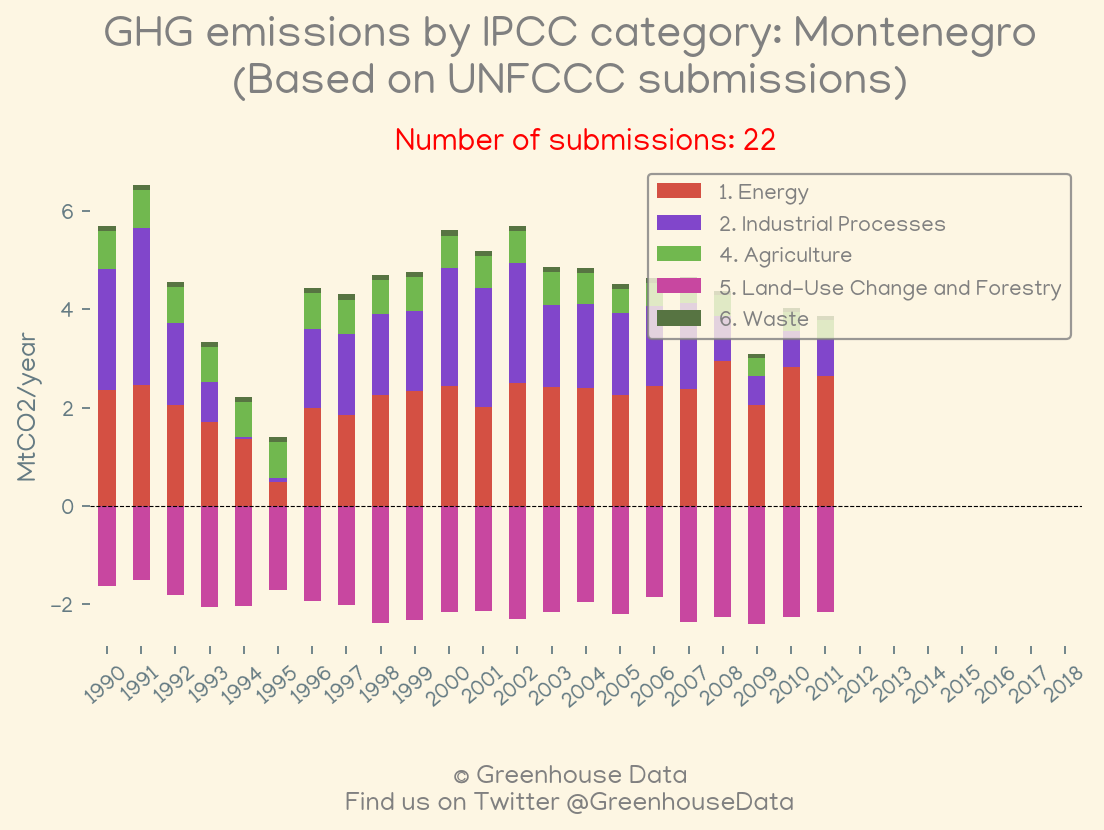 GHG emissions by IPCC category: Montenegro
(Based on UNFCCC submissions)
Number of submissions: 22
1. Energy
2. Industrial Processes
4. Agriculture
5. Land-Use Change and Forestry
6. Waste
MtCO2/year
6
4
2
0
−2
1990 1991 1992 1993 1994 1995 1996 1997 1998 1999 2000 2001 2002 2003 2004 2005 2006 2007 2008 2009 2010 2011 2012 2013 2014 2015 2016 2017 2018
© Greenhouse Data
Find us on Twitter @GreenhouseData